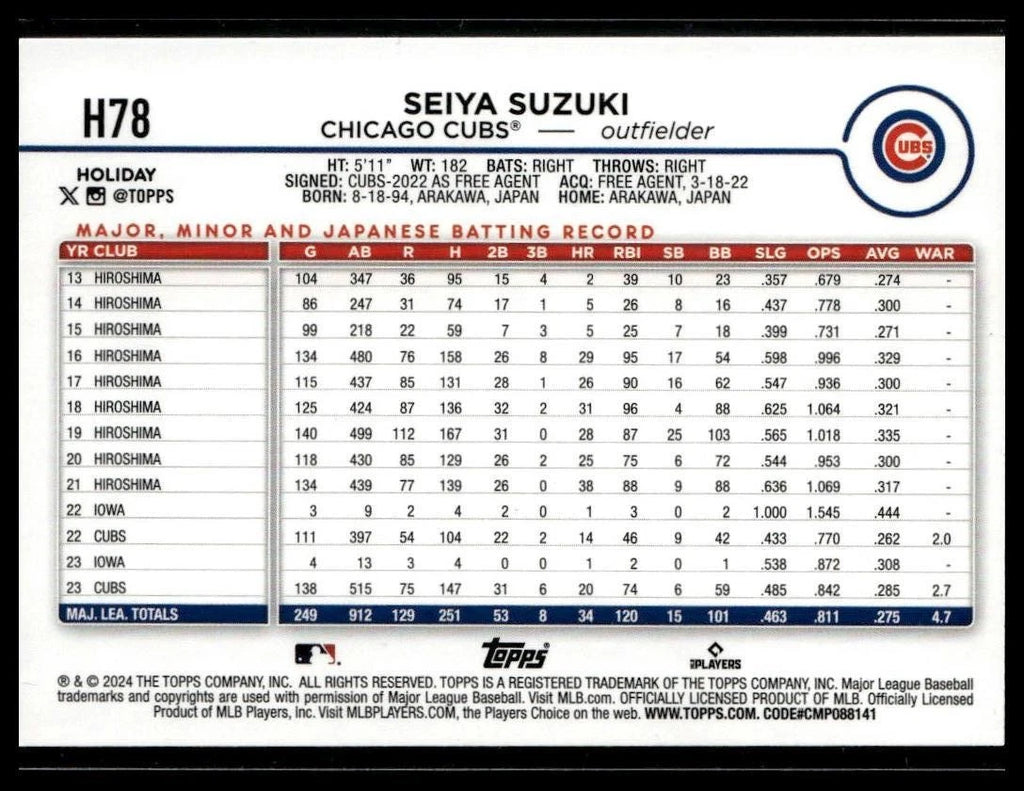 H78
SEIYA SUZUKI
CHICAGO CUBS® — outfielder
CUBS
HOLIDAY
X @TOPPS
HT: 5'11" WT: 182 BATS: RIGHT THROWS: RIGHT
SIGNED: CUBS-2022 AS FREE AGENT ACQ: FREE AGENT, 3-18-22
BORN: 8-18-94, ARAKAWA, JAPAN HOME: ARAKAWA, JAPAN
MAJOR, MINOR AND JAPANESE BATTING RECORD
YR CLUB G AB R H 2B 3B HR RBI SB BB SLG OPS AVG WAR
13 HIROSHIMA 104 347 36 95 15 4 2 39 10 23 .357 .679 .274 -
14 HIROSHIMA 86 247 31 74 17 1 5 26 8 16 .437 .778 .300 -
15 HIROSHIMA 99 218 22 59 7 3 5 25 7 18 .399 .731 .271 -
16 HIROSHIMA 134 480 76 158 26 8 29 95 17 54 .598 .996 .329 -
17 HIROSHIMA 115 437 85 131 28 1 26 90 16 62 .547 .936 .300 -
18 HIROSHIMA 125 424 87 136 32 2 31 96 4 88 .625 1.064 .321 -
19 HIROSHIMA 140 499 112 167 31 0 28 87 25 103 .565 1.018 .335 -
20 HIROSHIMA 118 430 85 129 26 2 25 75 6 72 .544 .953 .300 -
21 HIROSHIMA 134 439 77 139 26 0 38 88 9 88 .636 1.069 .317 -
22 IOWA 3 9 2 4 2 0 1 3 0 2 1.000 1.545 .444 -
22 CUBS 111 397 54 104 22 2 14 46 9 42 .433 .770 .262 2.0
23 IOWA 4 13 3 4 0 0 1 2 0 1 .538 .872 .308 -
23 CUBS 138 515 75 147 31 6 20 74 6 59 .485 .842 .285 2.7
MAJ. LEA. TOTALS 249 912 129 251 53 8 34 120 15 101 .463 .811 .275 4.7
topps®
MLB PLAYERS
® & © 2024 THE TOPPS COMPANY, INC. ALL RIGHTS RESERVED. TOPPS IS A REGISTERED TRADEMARK OF THE TOPPS COMPANY, INC. Major League Baseball
trademarks and copyrights are used with permission of Major League Baseball. Visit MLB.com. OFFICIALLY LICENSED PRODUCT OF MLB. Officially Licensed
Product of MLB Players, Inc. Visit MLBPLAYERS.COM, the Players Choice on the web. WWW.TOPPS.COM. CODE#CMP088141